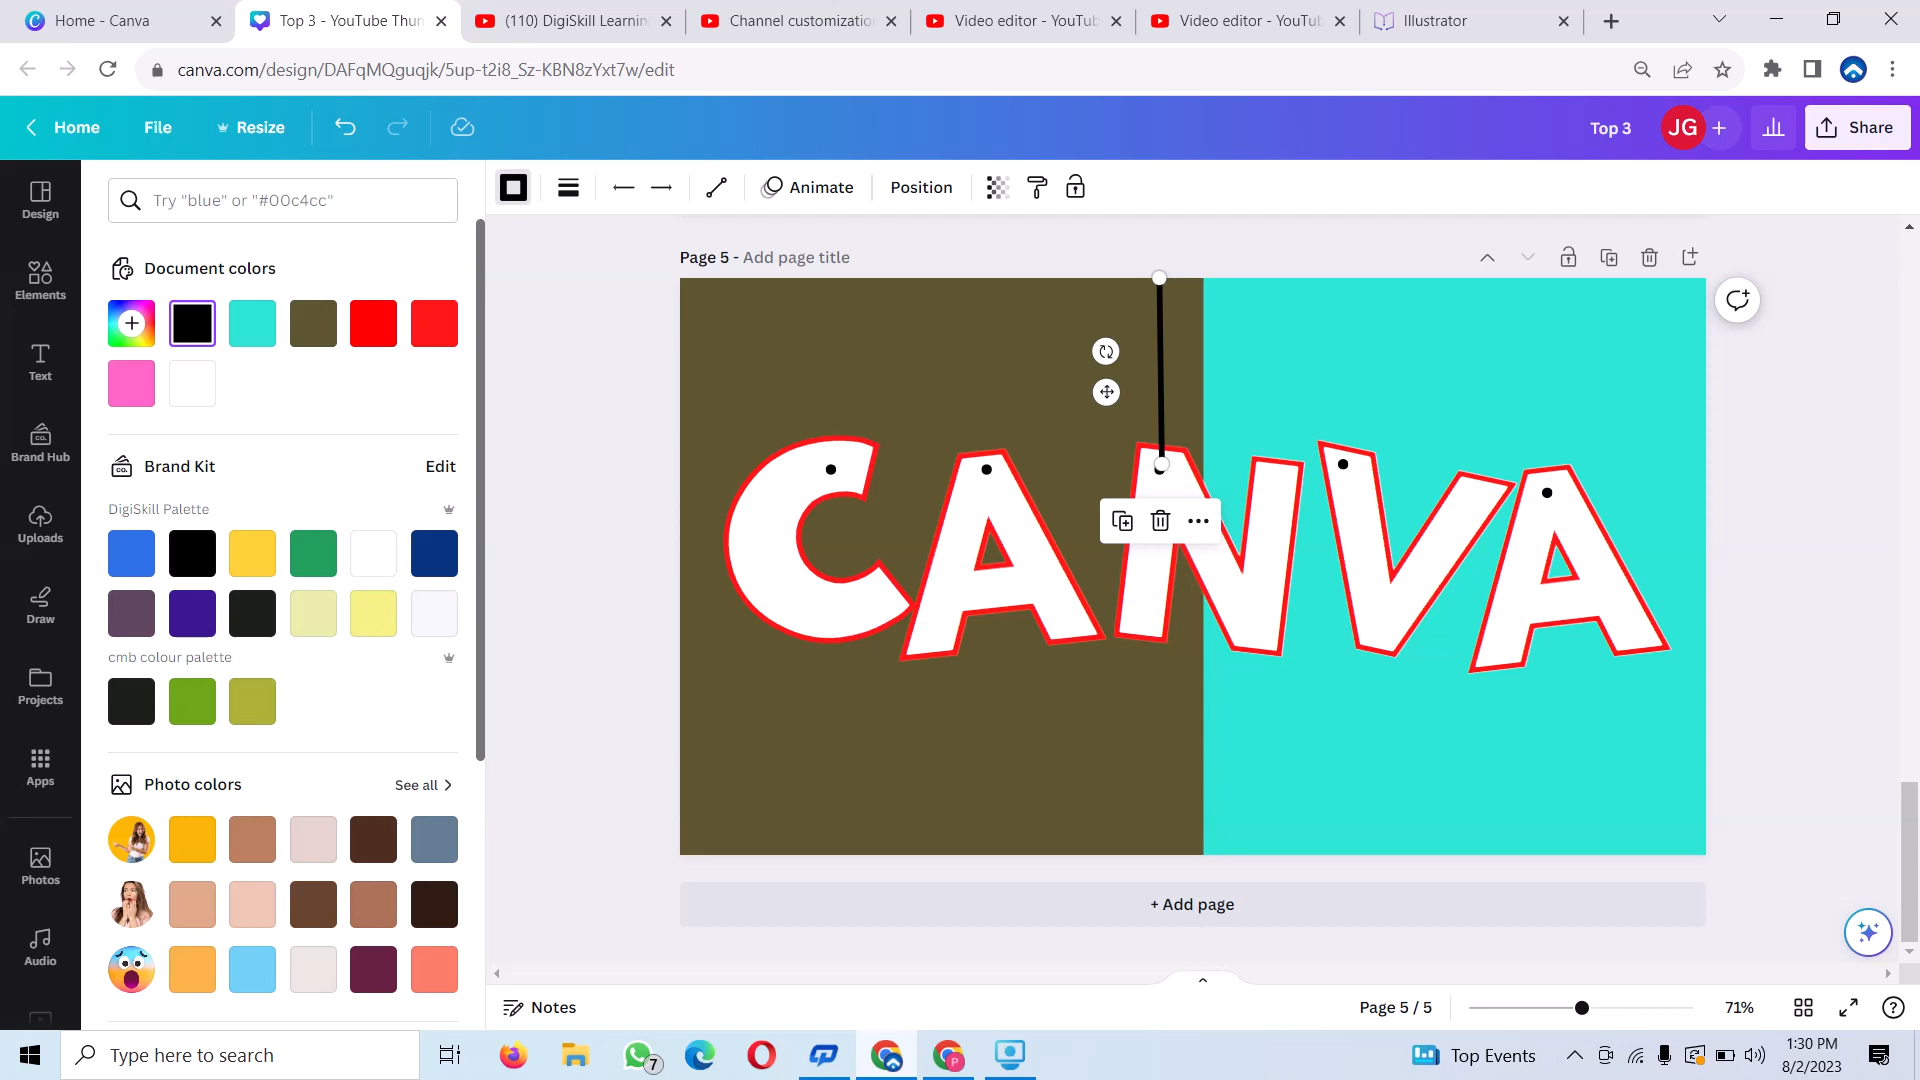 Home - Canva
Top 3 - YouTube Thun
(110) DigiSkill Learnin
Channel customizatio
Video editor - YouTub
Video editor - YouTub
Illustrator
canva.com/design/DAFqMQguqjk/5up-t2i8_Sz-KBN8zYxt7w/edit
Home
File
Resize
Top 3
JG
Share
Design
Elements
Text
Brand Hub
CO.
Uploads
Draw
Projects
Apps
Photos
Audio
Try "blue" or "#00c4cc"
Document colors
Brand Kit
Edit
DigiSkill Palette
cmb colour palette
Photo colors
See all
Animate
Position
Page 5 - Add page title
CANVA
+ Add page
Notes
Page 5 / 5
71%
Type here to search
7
P
Top Events
1:30 PM
8/2/2023